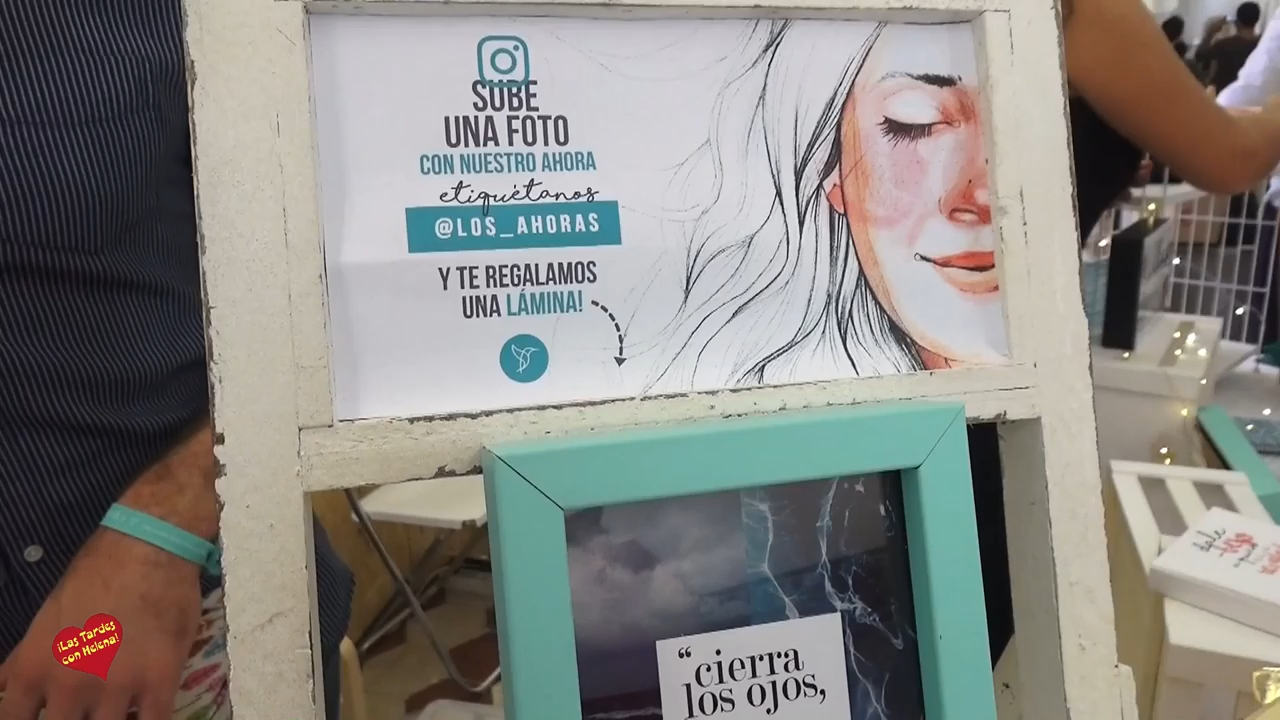 SUBE
UNA FOTO
CON NUESTRO AHORA
etiquétanos
@LOS_AHORAS
Y TE REGALAMOS
UNA LÁMINA!
“cierra
los ojos,
¡Las Tardes
con Helena!
dale